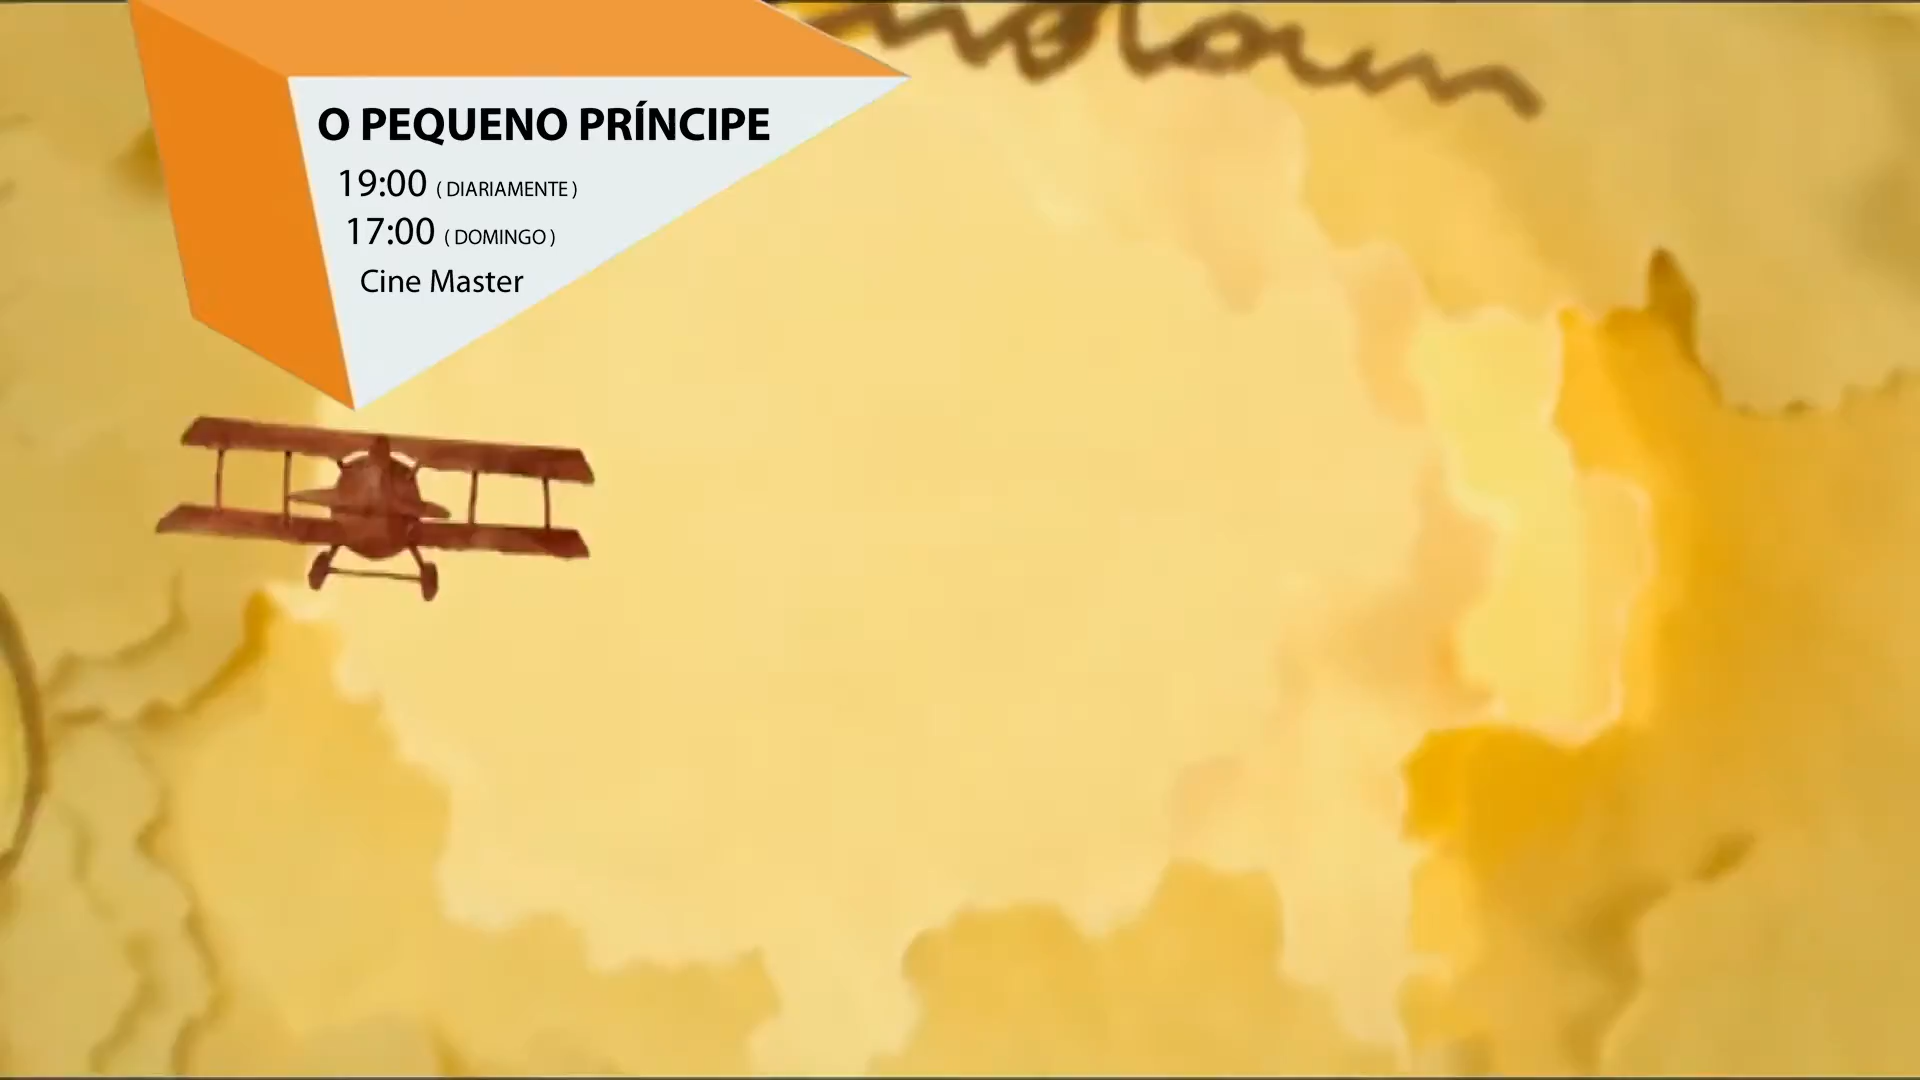 O PEQUENO PRÍNCIPE
19:00 ( DIARIAMENTE )
17:00 ( DOMINGO )
Cine Master